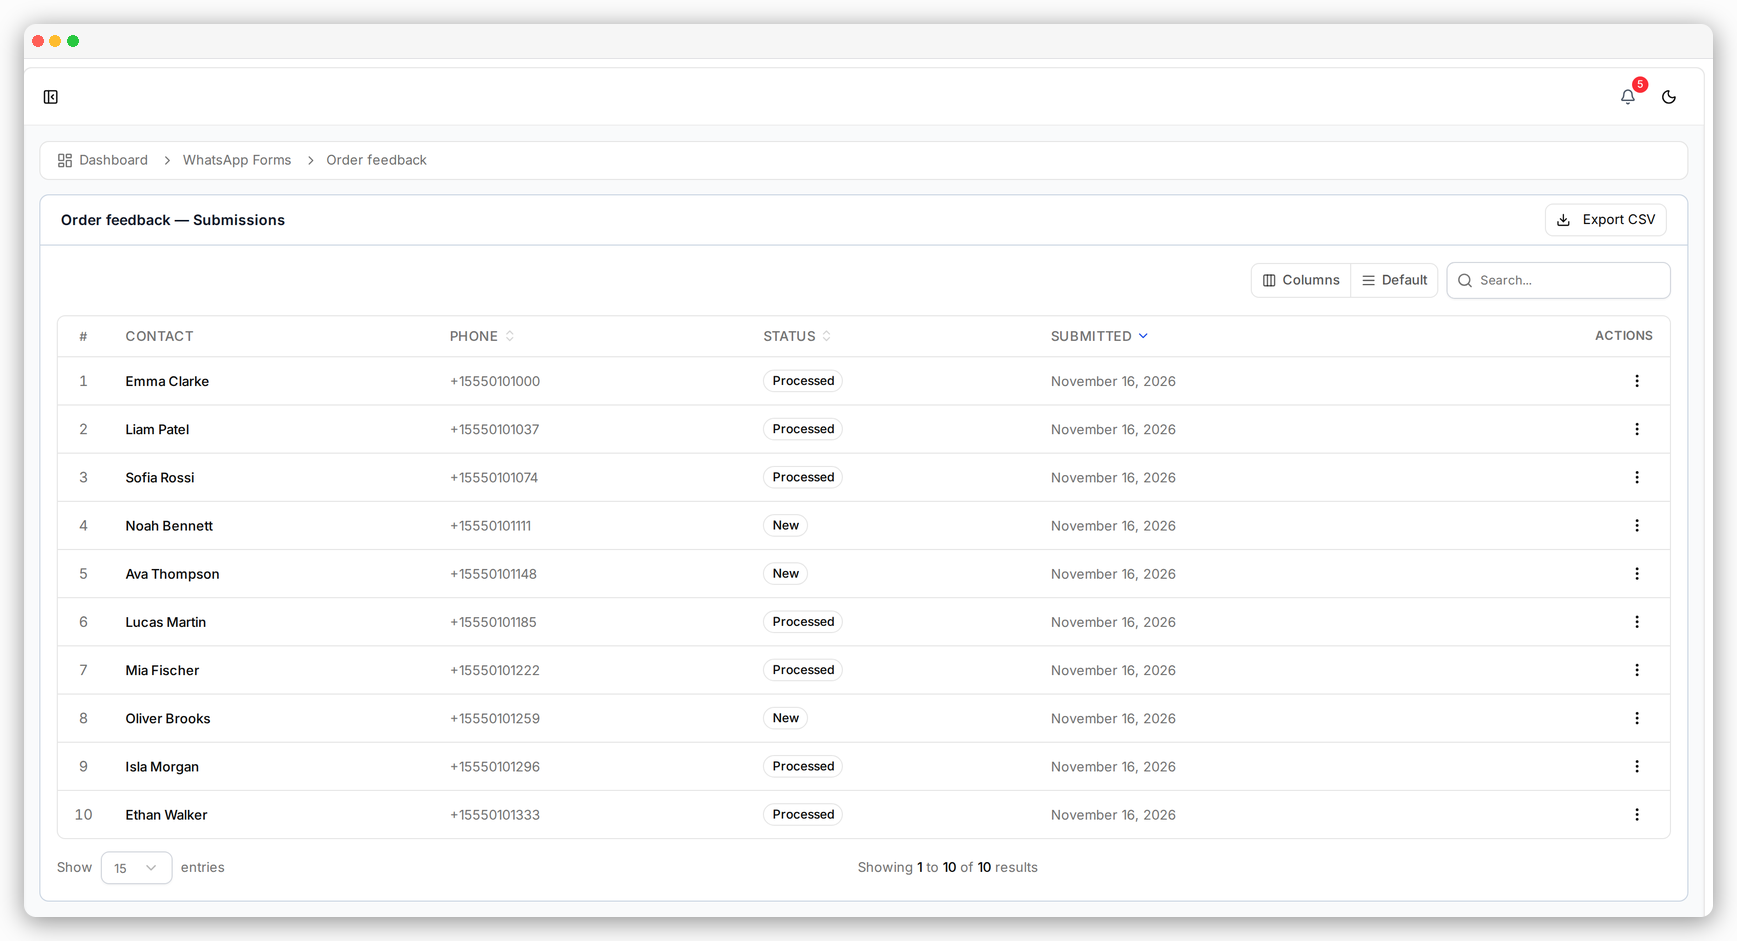 5
Dashboard > WhatsApp Forms > Order feedback
Order feedback — Submissions
Export CSV
Columns Default Search...
# CONTACT PHONE STATUS SUBMITTED ACTIONS
1 Emma Clarke +15550101000 Processed November 16, 2026
2 Liam Patel +15550101037 Processed November 16, 2026
3 Sofia Rossi +15550101074 Processed November 16, 2026
4 Noah Bennett +15550101111 New November 16, 2026
5 Ava Thompson +15550101148 New November 16, 2026
6 Lucas Martin +15550101185 Processed November 16, 2026
7 Mia Fischer +15550101222 Processed November 16, 2026
8 Oliver Brooks +15550101259 New November 16, 2026
9 Isla Morgan +15550101296 Processed November 16, 2026
10 Ethan Walker +15550101333 Processed November 16, 2026
Show 15 entries
Showing 1 to 10 of 10 results